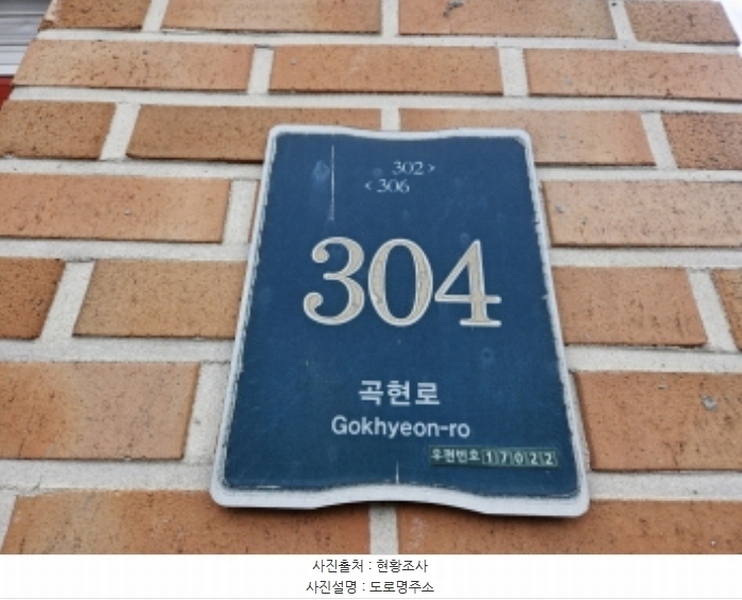 302 >
< 306
304
곡현로
Gokhyeon-ro
우편번호 17022
사진출처 : 현황조사
사진설명 : 도로명주소